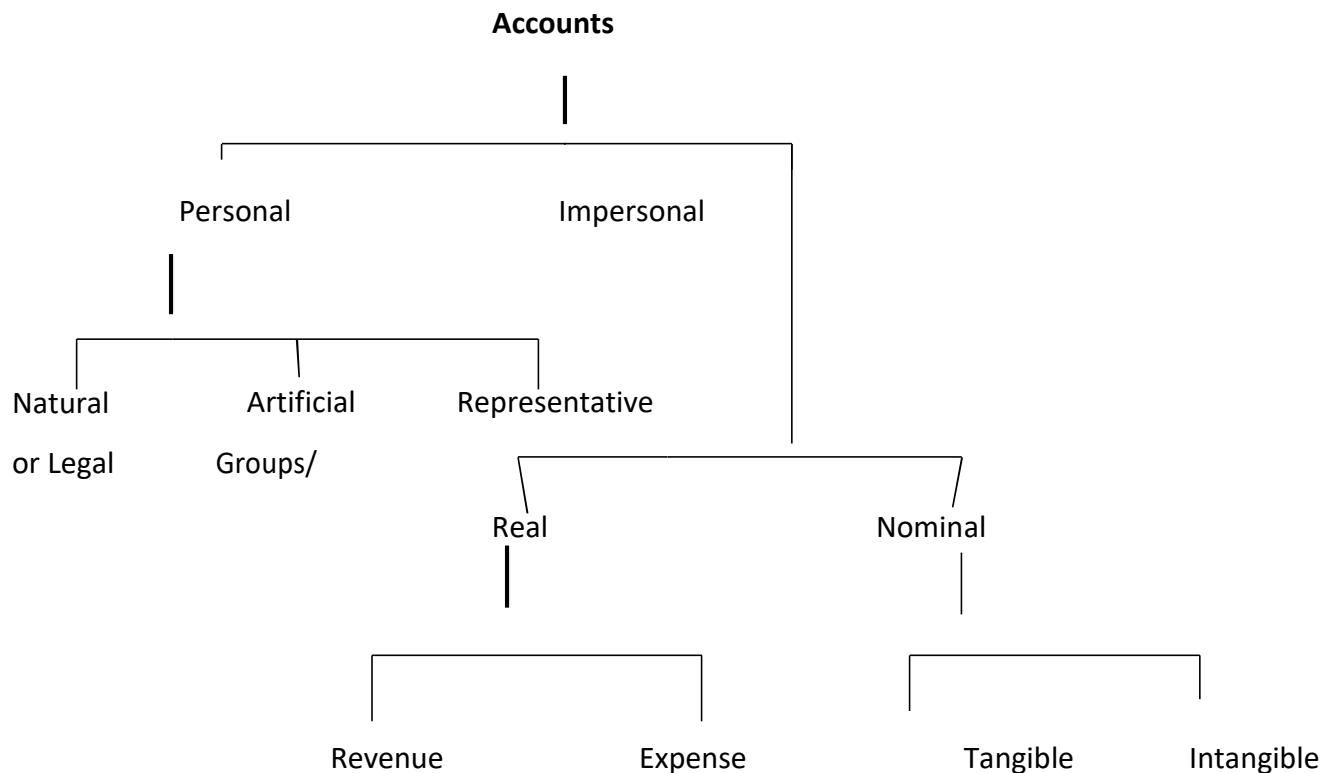 Accounts
Personal Impersonal
Natural Artificial Representative
or Legal Groups/
Real Nominal
Revenue Expense Tangible Intangible